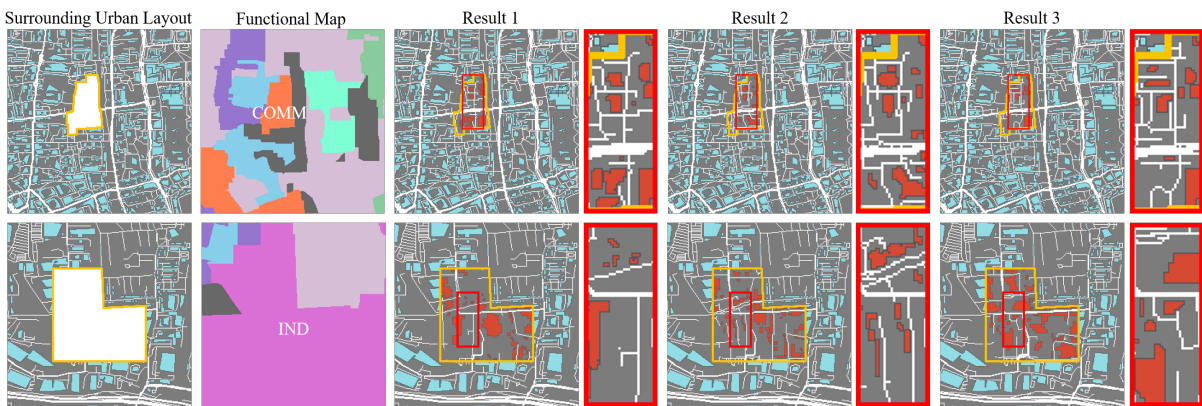 Surrounding Urban Layout
Functional Map
Result 1
Result 2
Result 3
COMM
IND